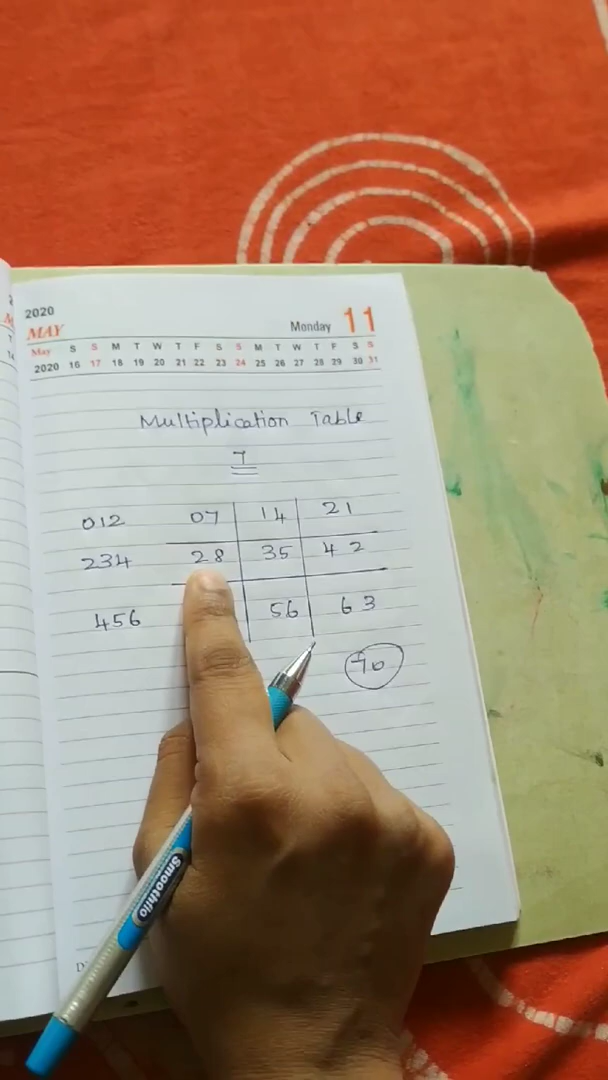 2020
MAY
Monday 11
May S S M T W T F S S M T W T F S S
2020 16 17 18 19 20 21 22 23 24 25 26 27 28 29 30 31
Multiplication Table
7
012 07 14 21
234 28 35 42
456 56 63
70
Smoothflo